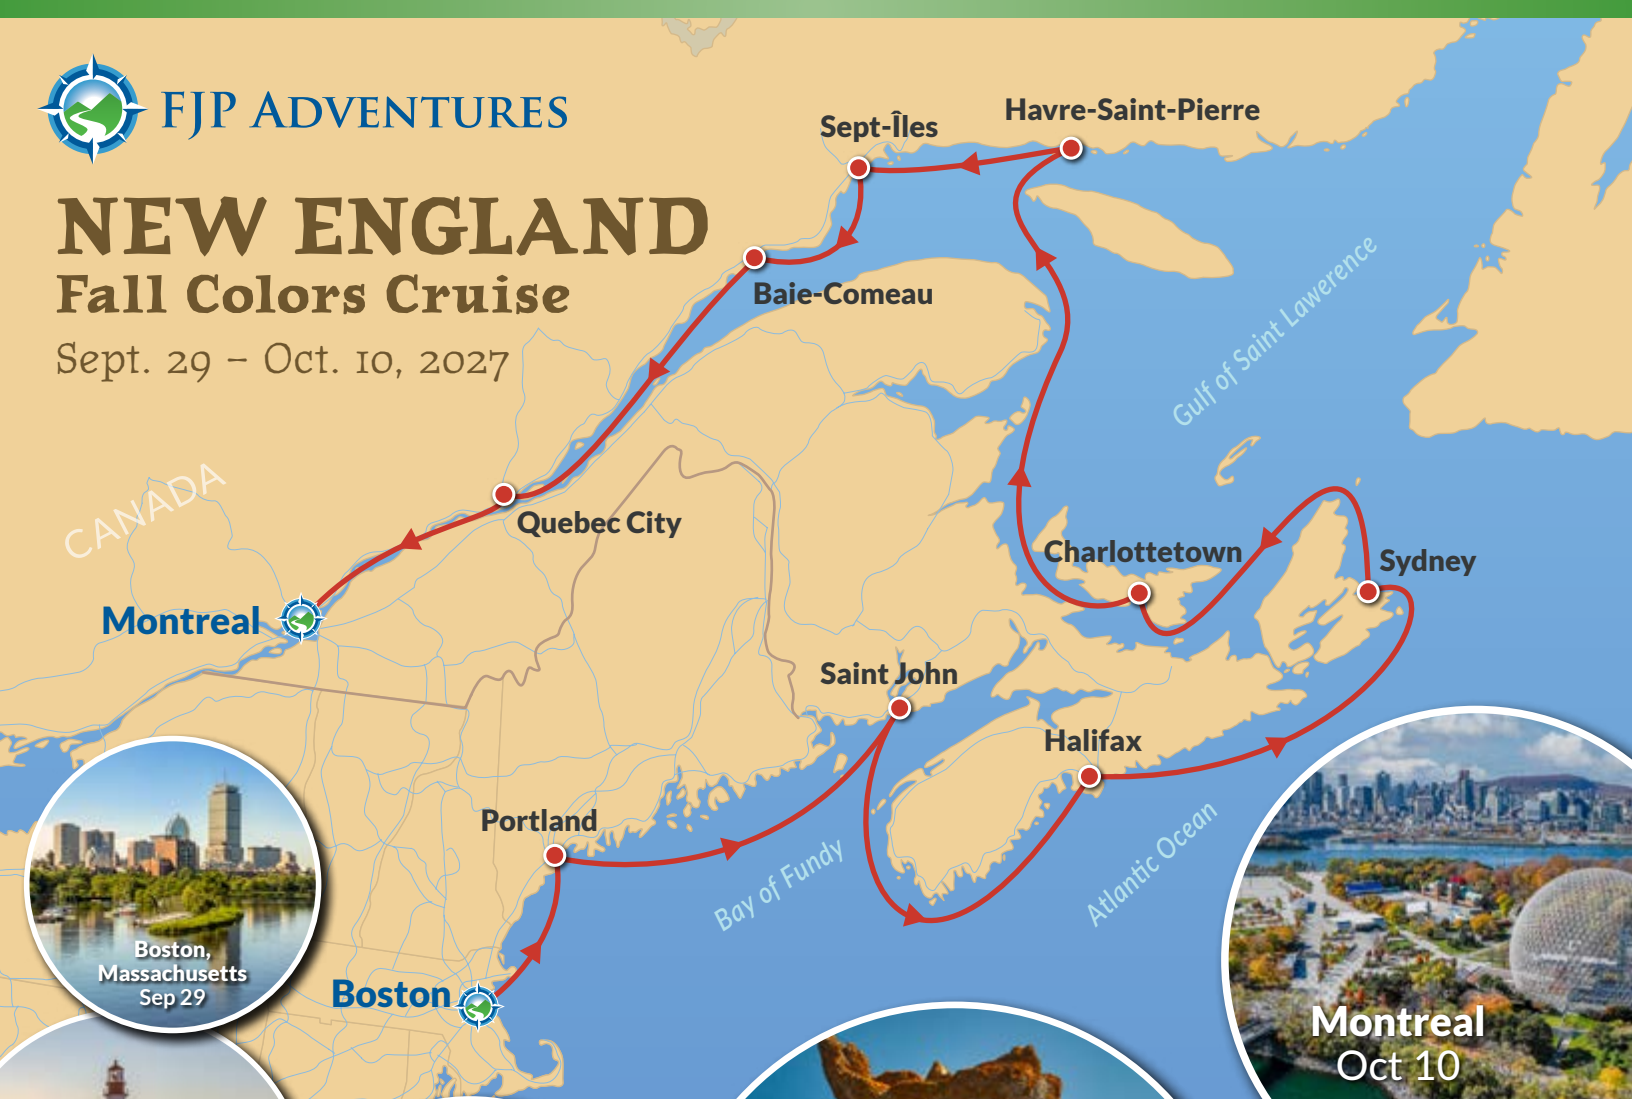 FJP ADVENTURES
NEW ENGLAND
Fall Colors Cruise
Sept. 29 – Oct. 10, 2027
Havre-Saint-Pierre
Sept-Îles
Baie-Comeau
Gulf of Saint Lawerence
CANADA
Quebec City
Charlottetown
Sydney
Montreal
Saint John
Halifax
Portland
Bay of Fundy
Atlantic Ocean
Boston,
Massachusetts
Sep 29
Boston
Montreal
Oct 10